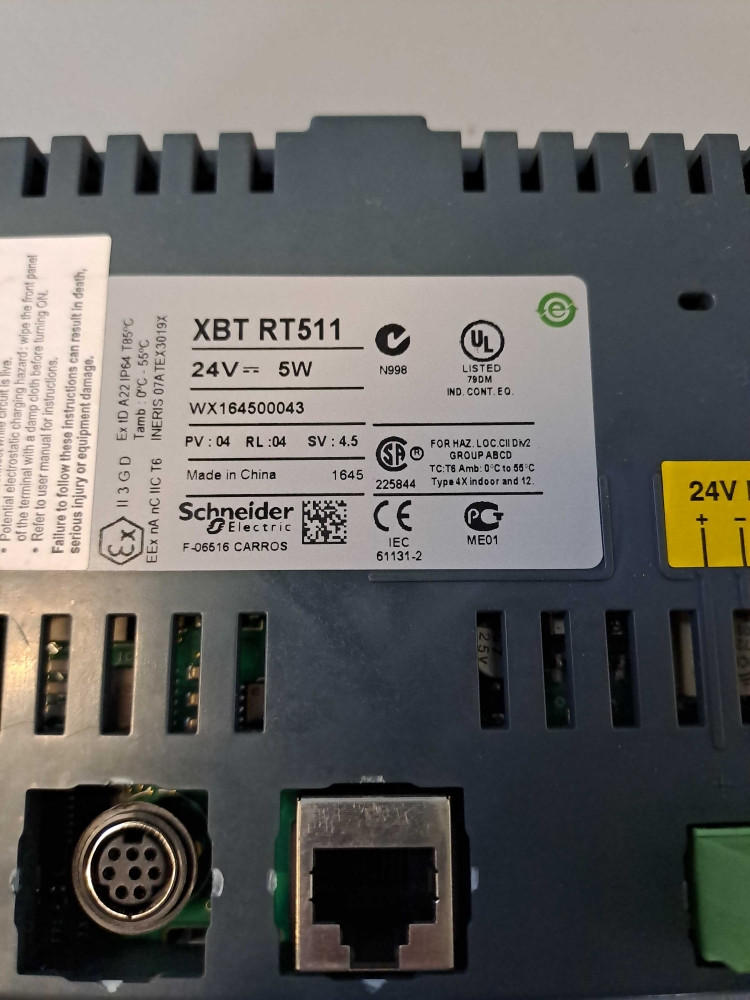 • Potential electrostatic charging hazard : wipe the front panel
of the terminal with a damp cloth before turning ON.
• Refer to user manual for instructions.
Failure to follow these instructions can result in death,
serious injury or equipment damage.
II 3 G D Ex tD A22 IP64 T85°C
Tamb : 0°C - 55°C
EEx nA nC IIC T6 INERIS 07ATEX3019X
Ex
XBT RT511
24V 5W
WX164500043
PV : 04 RL :04 SV : 4.5
Made in China 1645
Schneider
Electric
F-06516 CARROS
N998
UL
LISTED
79DM
IND. CONT. EQ.
SA ®
225844
FOR HAZ. LOC.CII Div2
GROUP ABCD
TC:T6 Amb: 0°C to 55°C
Type 4X indoor and 12.
CE
IEC
61131-2
ME01
24V
+ −
25v